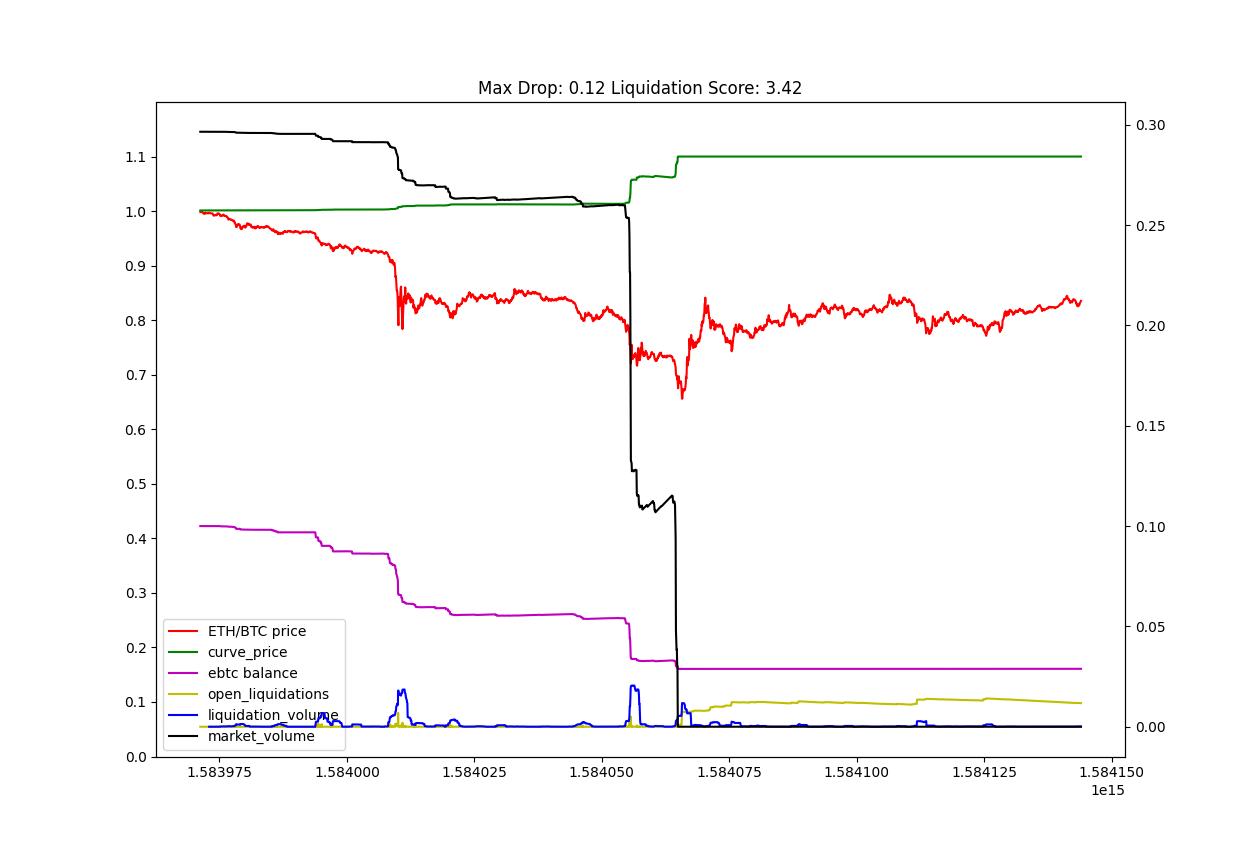 Max Drop: 0.12 Liquidation Score: 3.42
1.1
1.0
0.9
0.8
0.7
0.6
0.5
0.4
0.3
0.2
0.1
0.0
0.30
0.25
0.20
0.15
0.10
0.05
0.00
ETH/BTC price
curve_price
ebtc balance
open_liquidations
liquidation_volume
market_volume
1.583975 1.584000 1.584025 1.584050 1.584075 1.584100 1.584125 1.584150
1e15